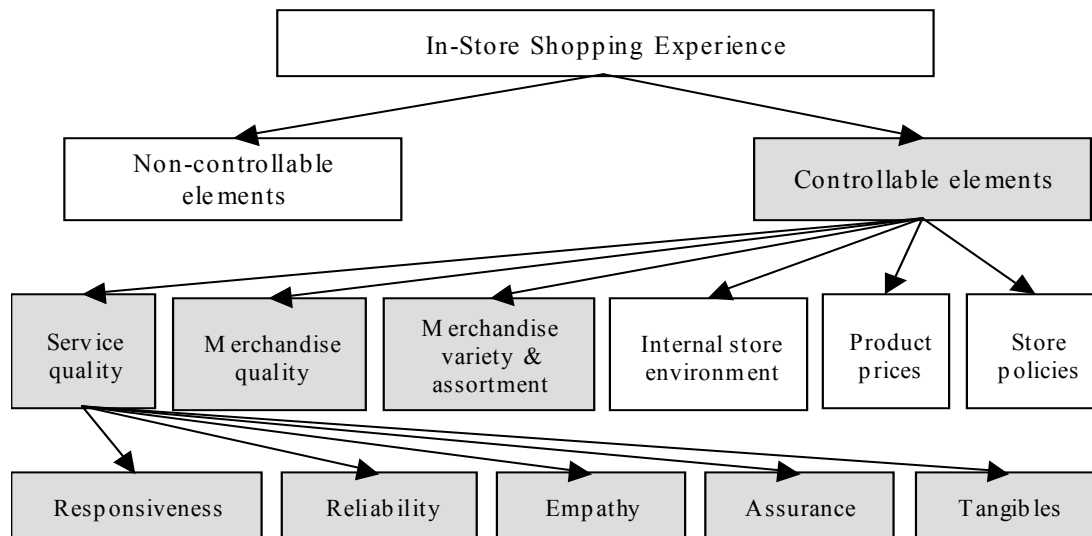 In-Store Shopping Experience
Non-controllable
elements
Controllable elements
Service
quality
Merchandise
quality
Merchandise
variety &
assortment
Internal store
environment
Product
prices
Store
policies
Responsiveness
Reliability
Empathy
Assurance
Tangibles